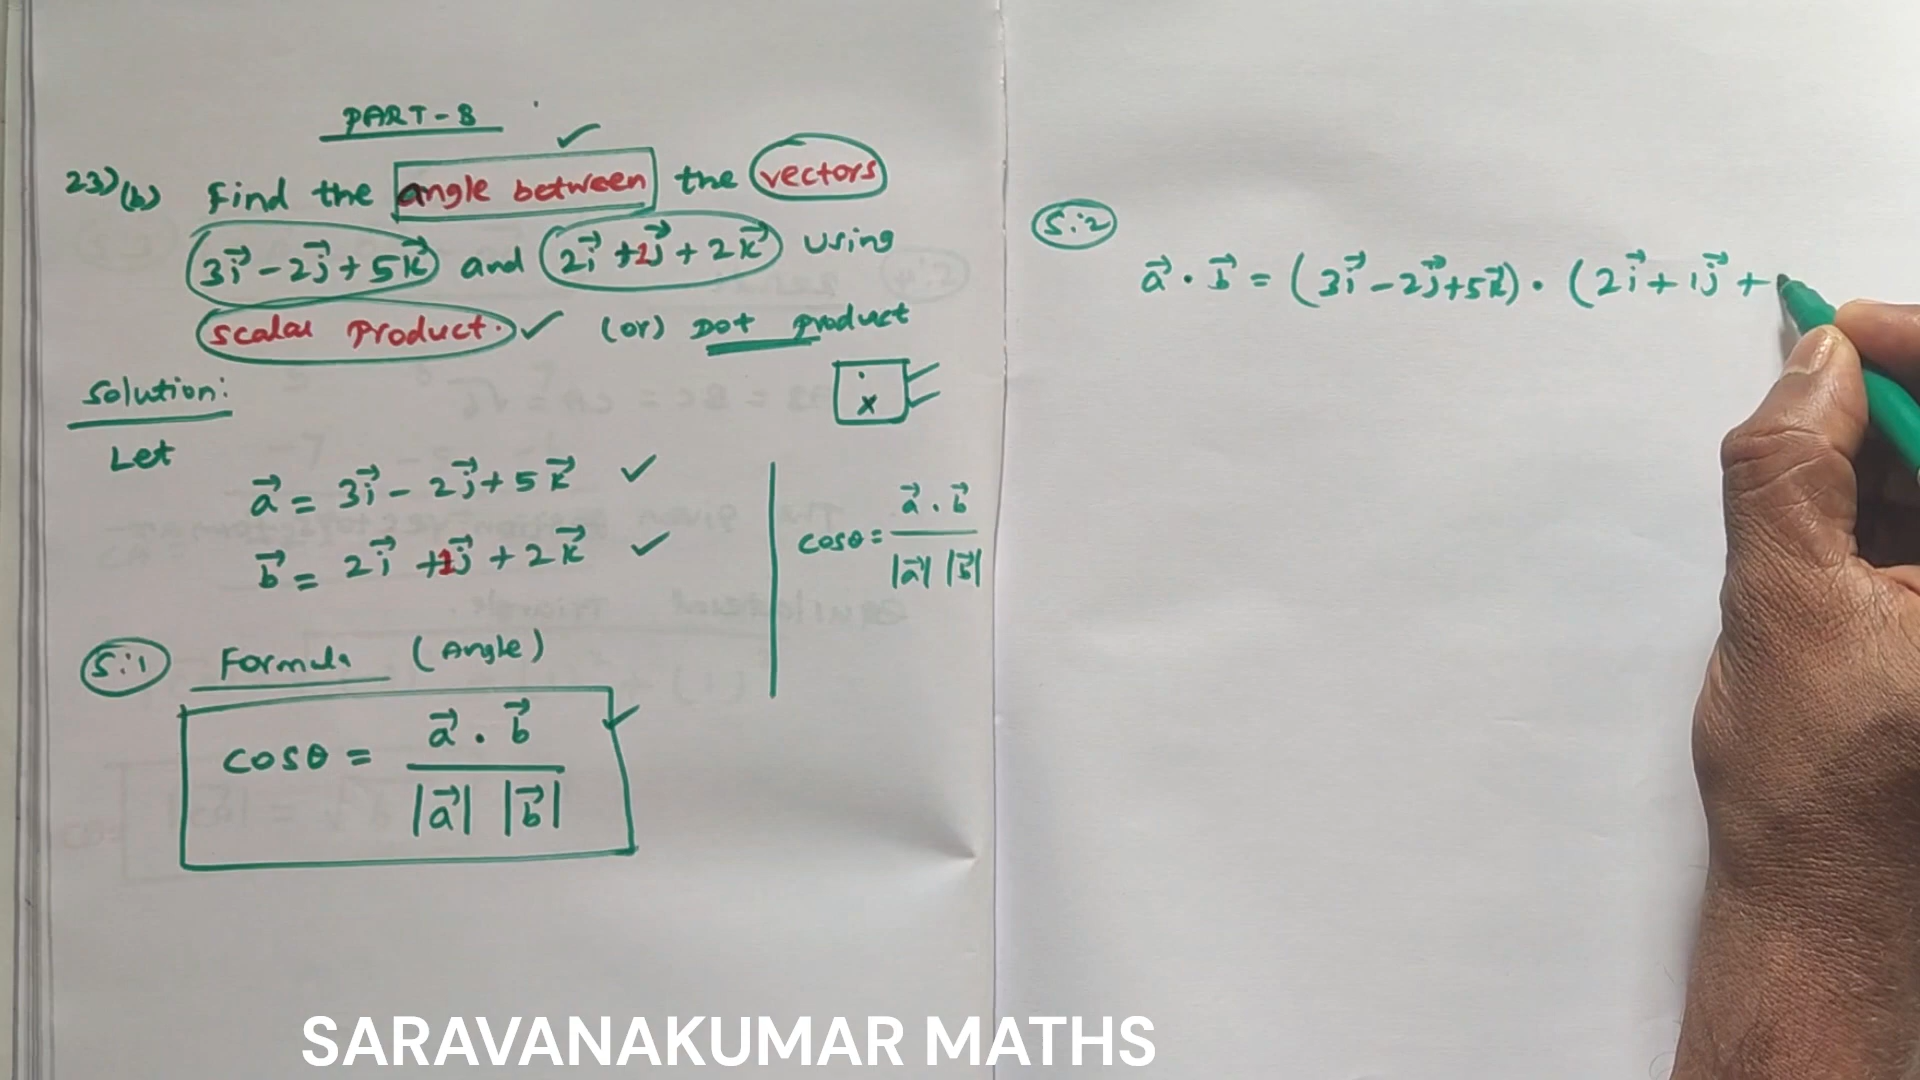 PART-B
23)(b) Find the angle between the vectors
3i⃗ - 2j⃗ + 5k⃗ and 2i⃗ + 1j⃗ + 2k⃗ using
scalar product. (or) Dot product
Solution:
. x
Let
a⃗ = 3i⃗ - 2j⃗ + 5k⃗
b⃗ = 2i⃗ + 1j⃗ + 2k⃗
cosθ = a⃗ . b⃗ / |a⃗| |b⃗|
S:1 Formula (Angle)
cosθ = a⃗ . b⃗ / |a⃗| |b⃗|
S:2
a⃗ . b⃗ = (3i⃗ - 2j⃗ + 5k⃗) . (2i⃗ + 1j⃗ +
SARAVANAKUMAR MATHS